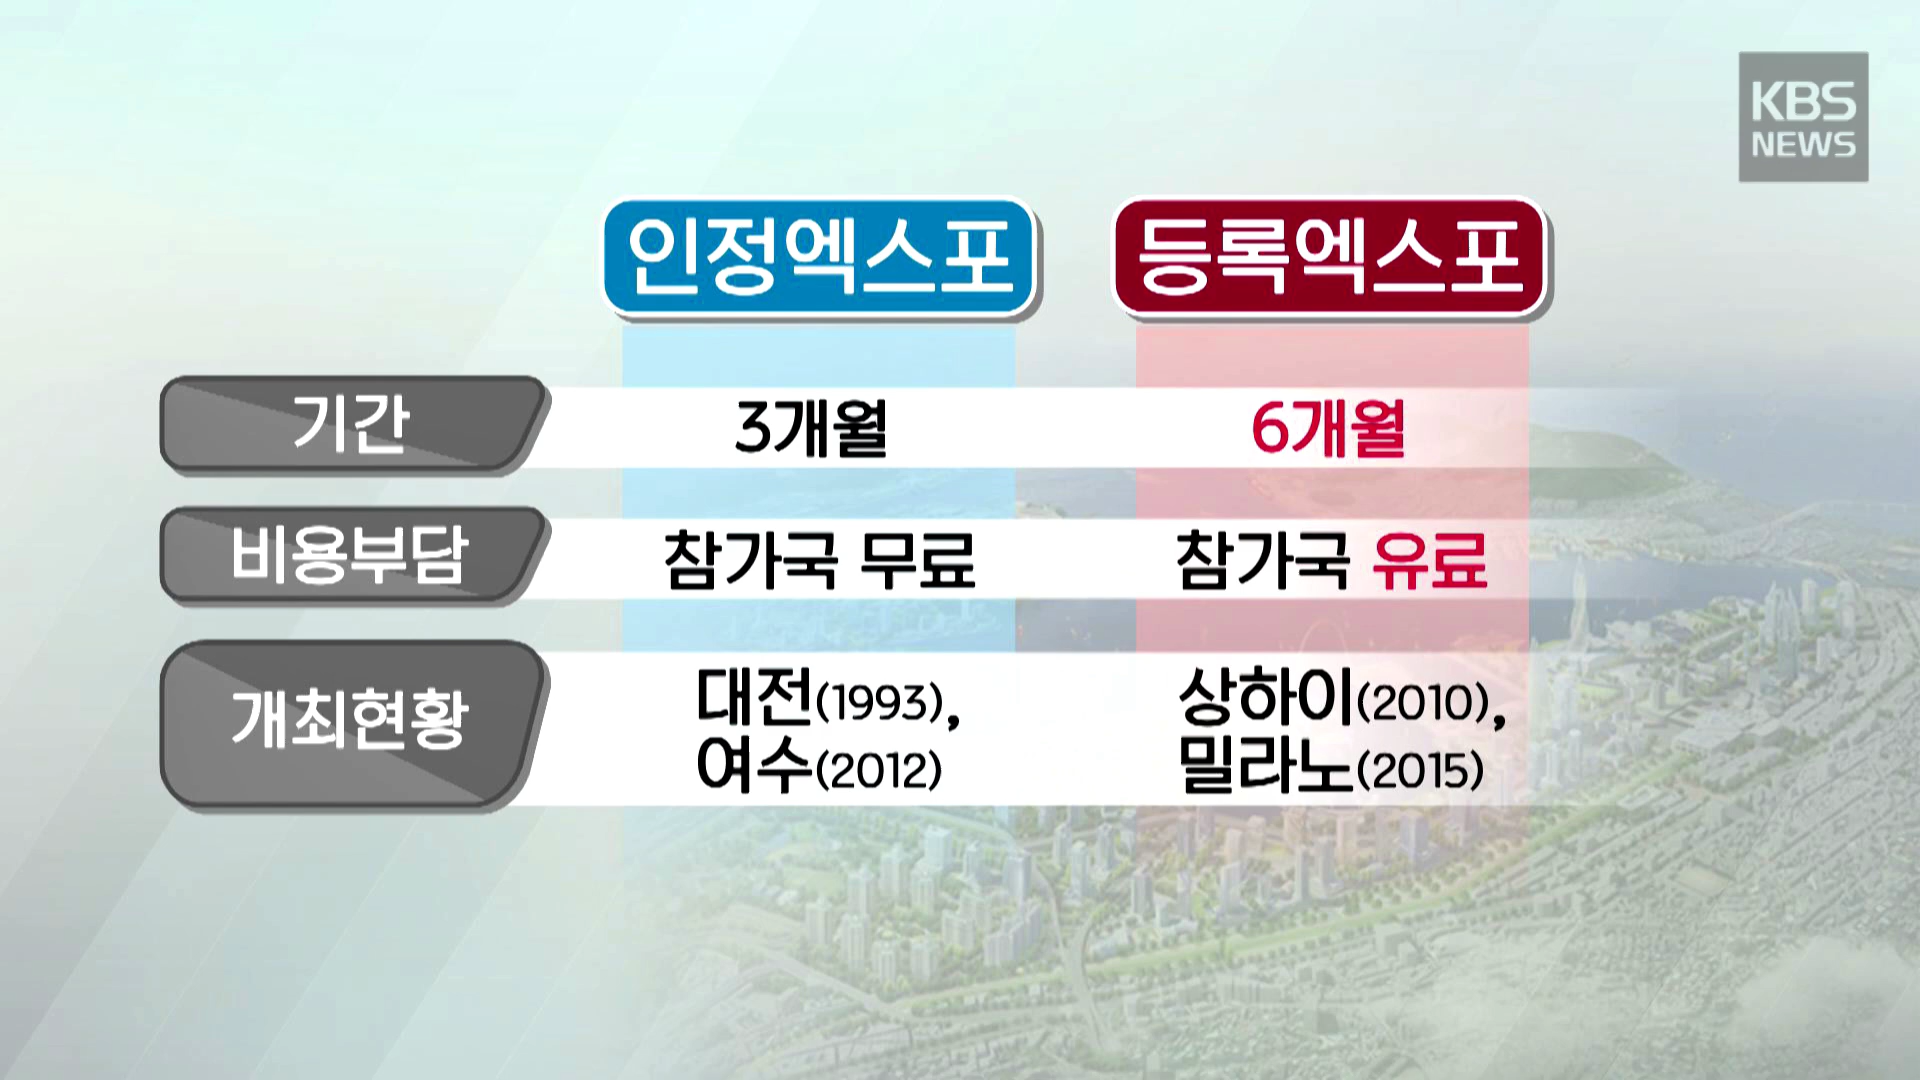 KBS
NEWS
인정엑스포 등록엑스포
기간 3개월 6개월
비용부담 참가국 무료 참가국 유료
개최현황 대전(1993), 상하이(2010),
여수(2012) 밀라노(2015)